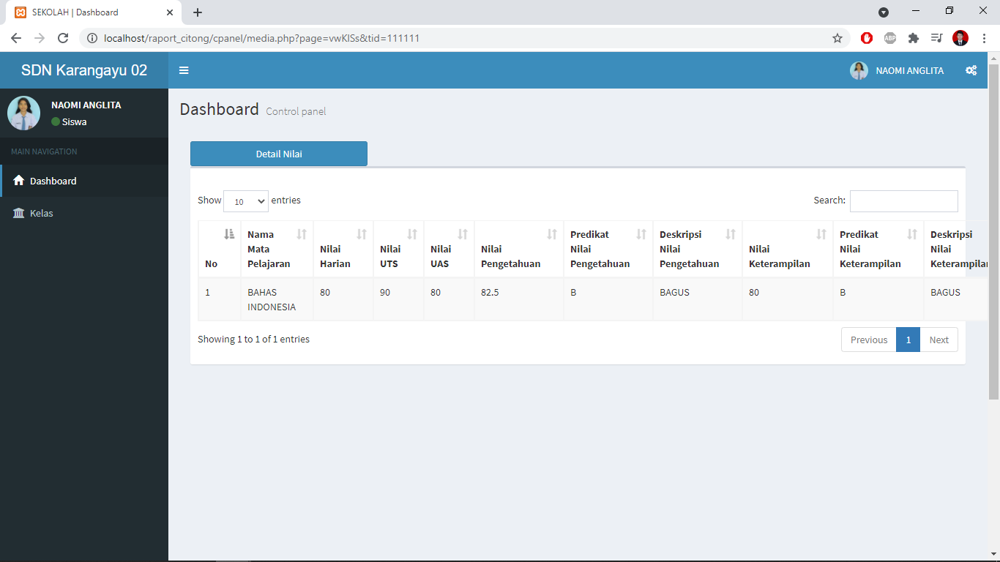 SEKOLAH | Dashboard
localhost/raport_citong/cpanel/media.php?page=vwKlSs&tid=111111
ABP
SDN Karangayu 02
NAOMI ANGLITA
NAOMI ANGLITA
Siswa
MAIN NAVIGATION
Dashboard
Kelas
Dashboard Control panel
Detail Nilai
Show 10 entries
Search:
No
Nama
Mata
Pelajaran
Nilai
Harian
Nilai
UTS
Nilai
UAS
Nilai
Pengetahuan
Predikat
Nilai
Pengetahuan
Deskripsi
Nilai
Pengetahuan
Nilai
Keterampilan
Predikat
Nilai
Keterampilan
Deskripsi
Nilai
Keterampilan
1
BAHAS
INDONESIA
80
90
80
82.5
B
BAGUS
80
B
BAGUS
Showing 1 to 1 of 1 entries
Previous 1 Next